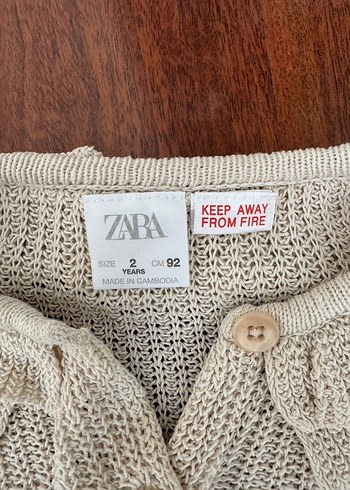 ZARA
SIZE 2 CM 92
YEARS
MADE IN CAMBODIA
KEEP AWAY
FROM FIRE